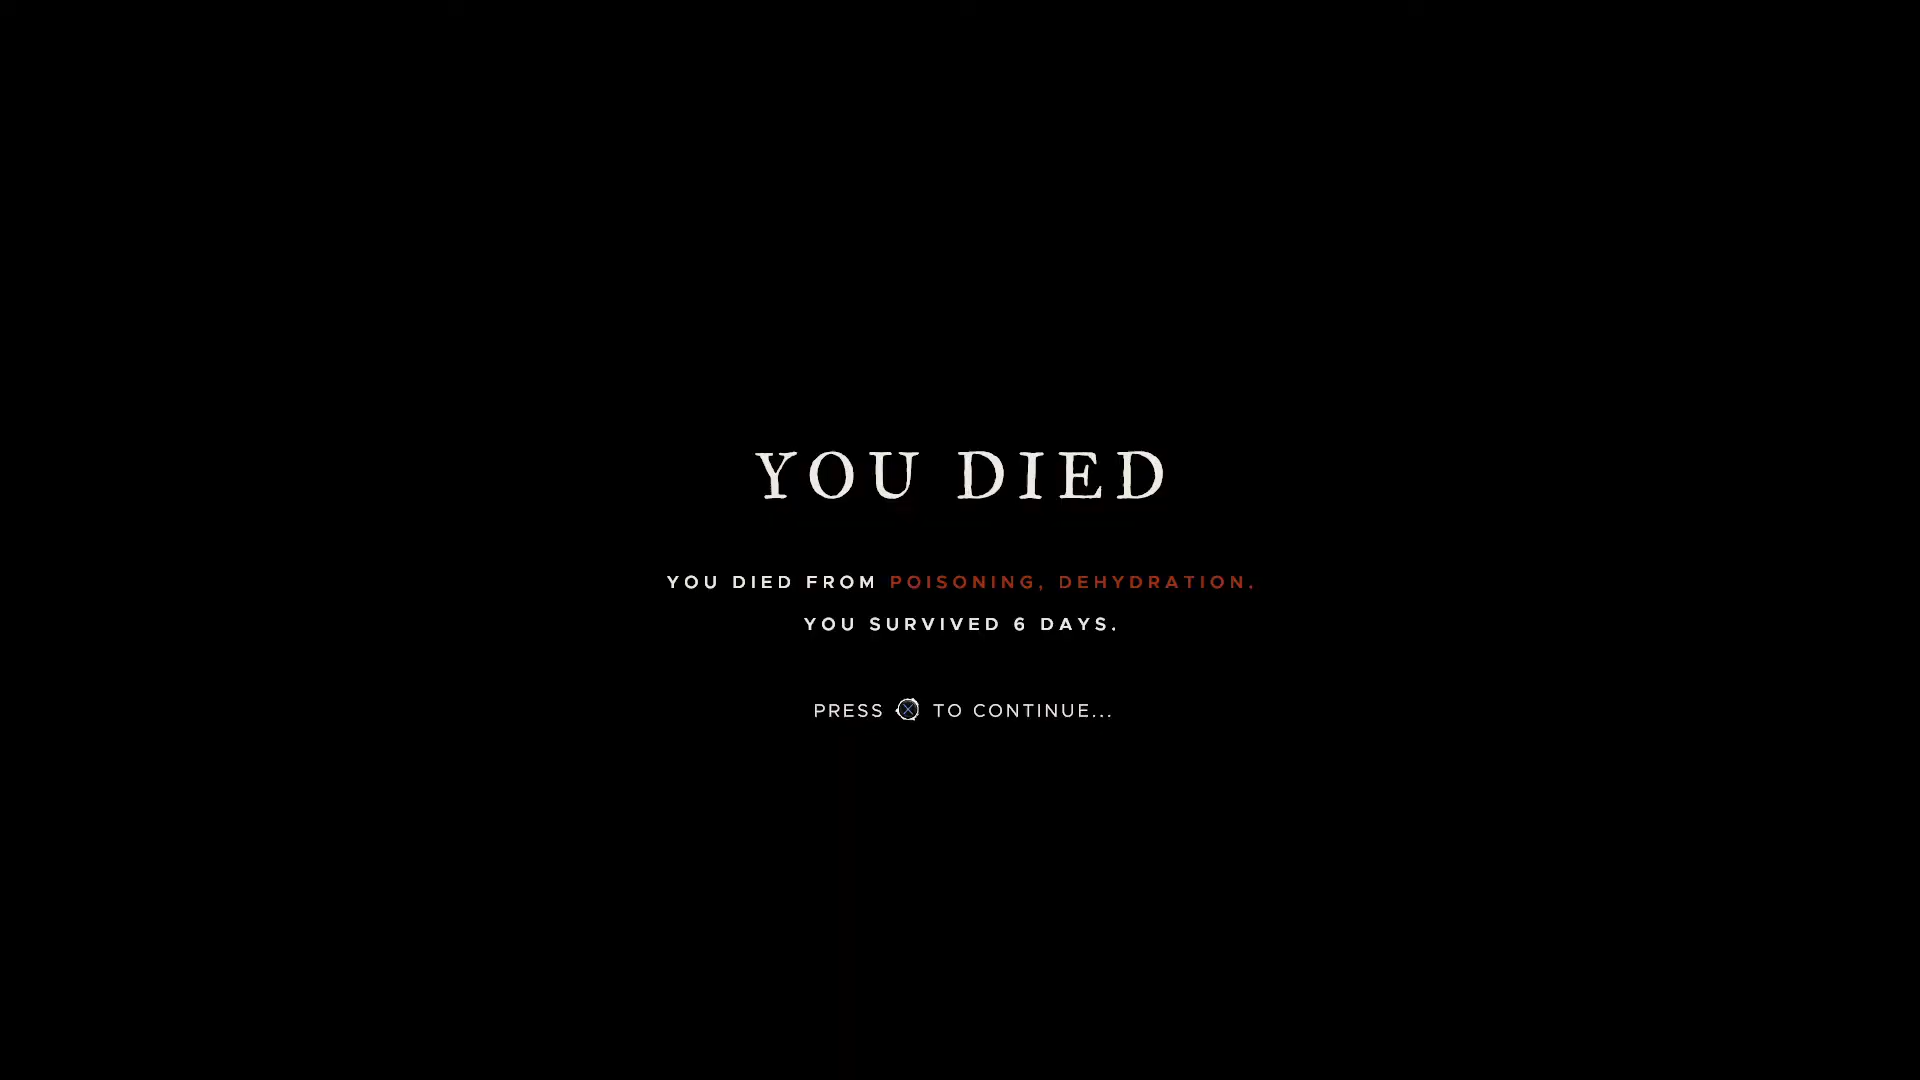 YOU DIED
YOU DIED FROM POISONING, DEHYDRATION.
YOU SURVIVED 6 DAYS.
PRESS ⓧ TO CONTINUE...